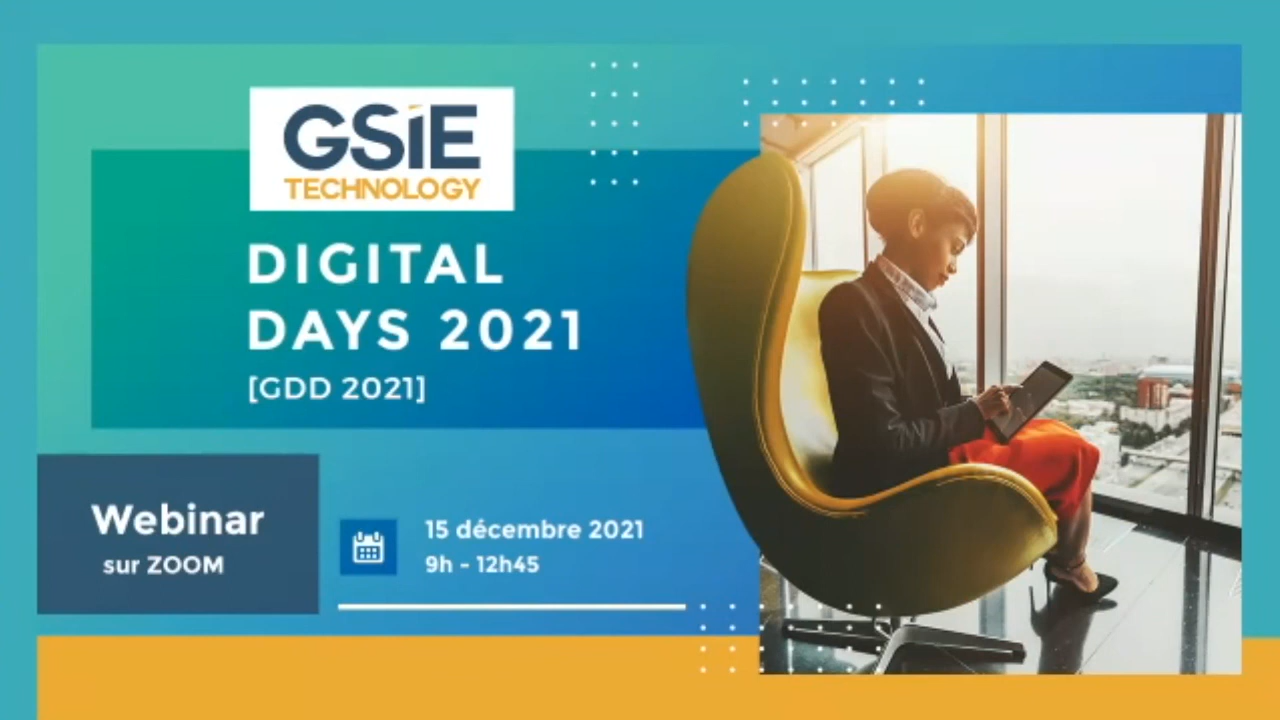 GSiE
TECHNOLOGY
DIGITAL
DAYS 2021
[GDD 2021]
Webinar
sur ZOOM
15 décembre 2021
9h - 12h45